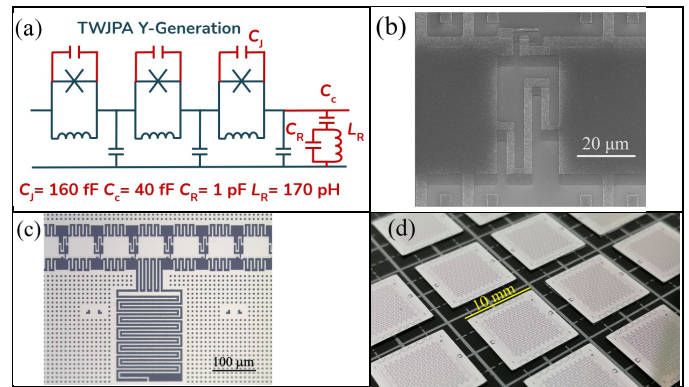 (a)
TWJPA Y-Generation
C_J
C_c
C_R
L_R
C_J= 160 fF C_c= 40 fF C_R= 1 pF L_R= 170 pH
(b)
20 μm
(c)
100 μm
(d)
10 mm